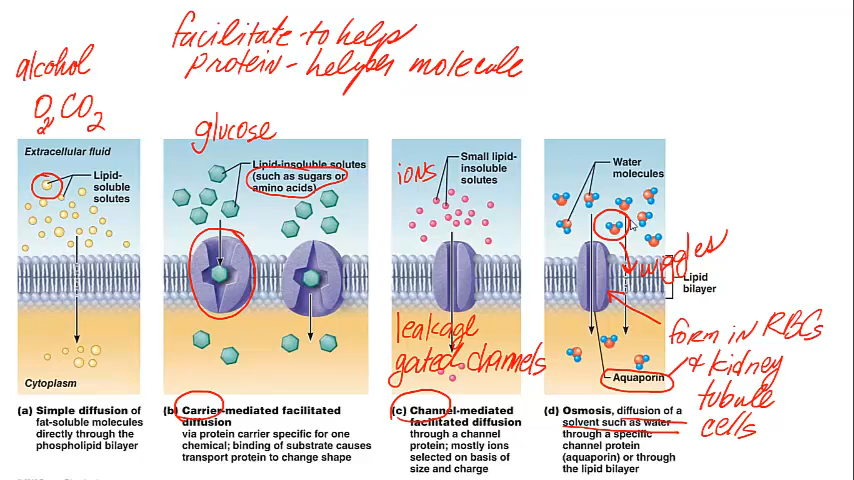 facilitate - to help
protein - helper molecule
alcohol
O2, CO2
glucose
Extracellular fluid
Lipid-
soluble
solutes
Cytoplasm
(a) Simple diffusion of
fat-soluble molecules
directly through the
phospholipid bilayer
Lipid-insoluble solutes
(such as sugars or
amino acids)
(b) Carrier-mediated facilitated
diffusion
via protein carrier specific for one
chemical; binding of substrate causes
transport protein to change shape
ions
Small lipid-
insoluble
solutes
leakage
gated channels
(c) Channel-mediated
facilitated diffusion
through a channel
protein; mostly ions
selected on basis of
size and charge
Water
molecules
wiggles
Lipid
bilayer
form in RBCs
& kidney
tubule
cells
Aquaporin
(d) Osmosis, diffusion of a
solvent such as water
through a specific
channel protein
(aquaporin) or through
the lipid bilayer